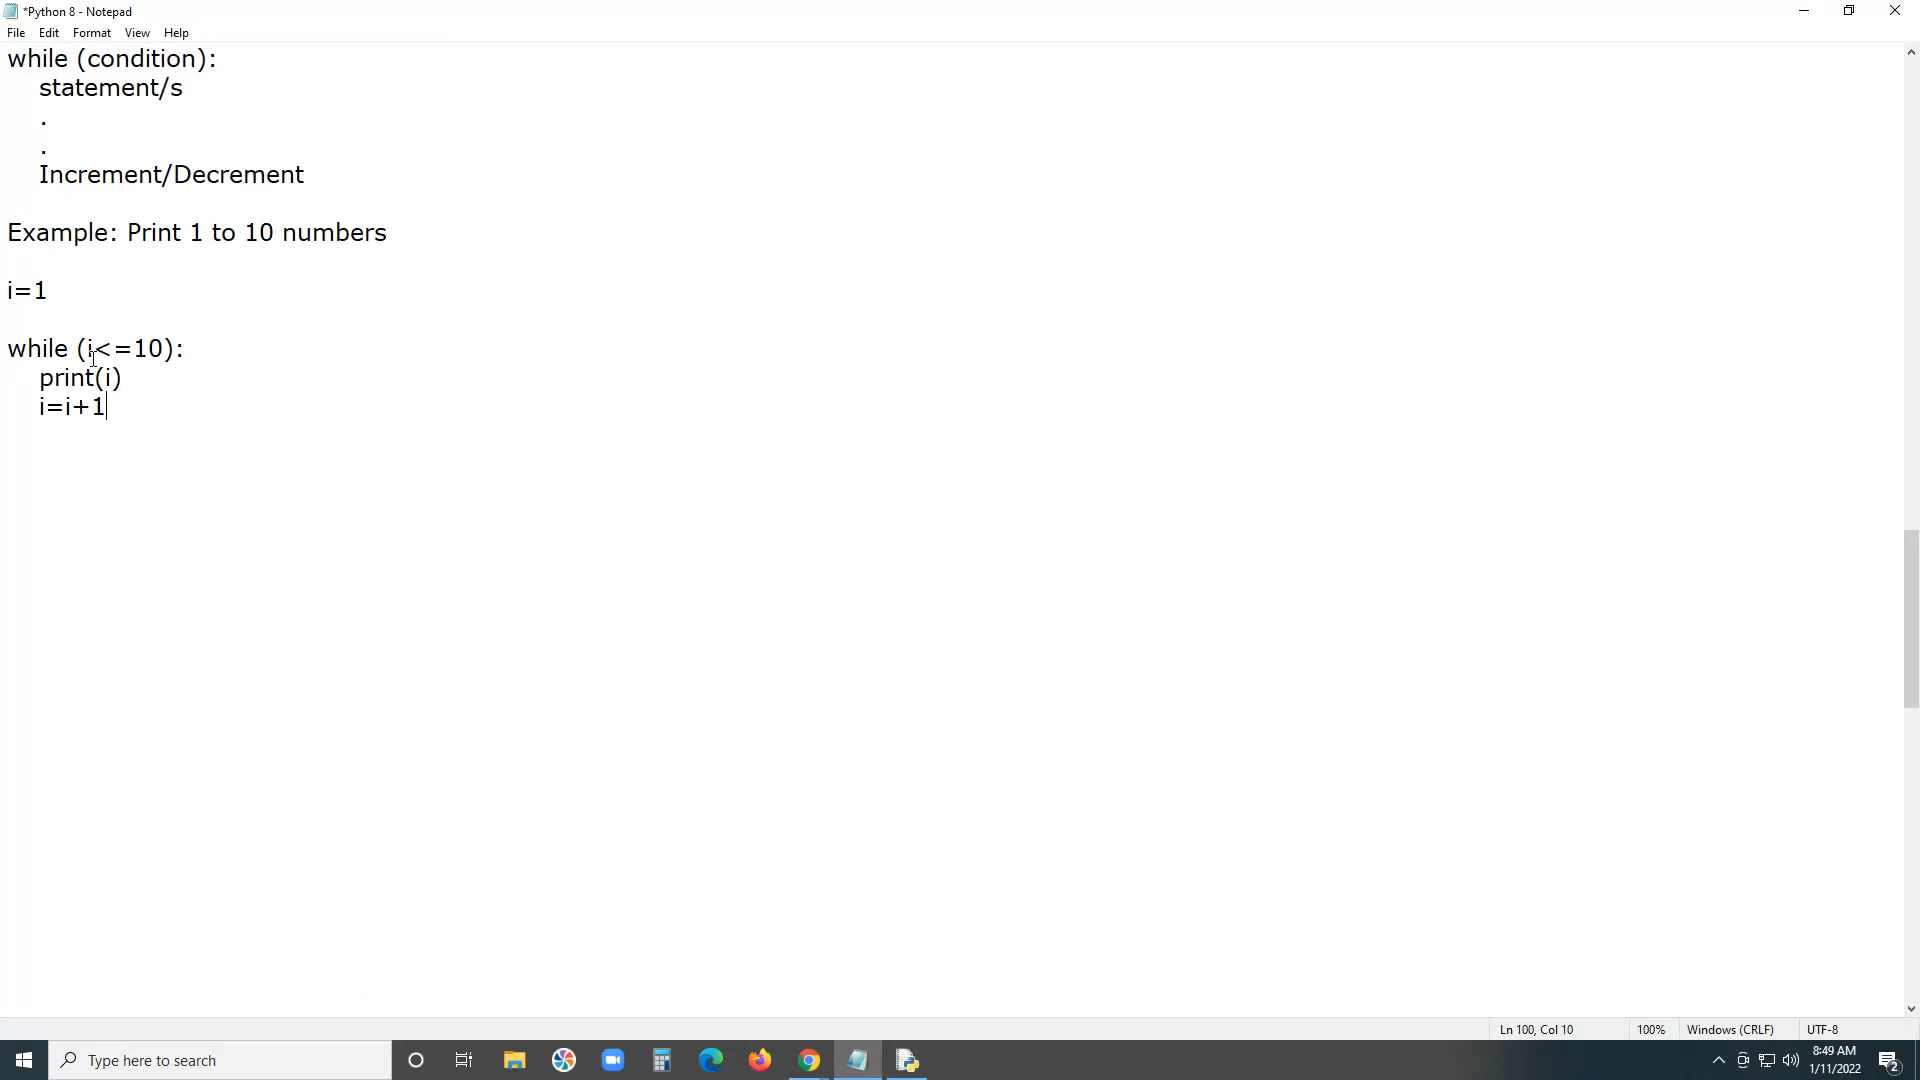 *Python 8 - Notepad
File Edit Format View Help
while (condition):
statement/s
.
.
Increment/Decrement
Example: Print 1 to 10 numbers
i=1
while (i<=10):
print(i)
i=i+1
Ln 100, Col 10 100% Windows (CRLF) UTF-8
Type here to search
8:49 AM
1/11/2022
2